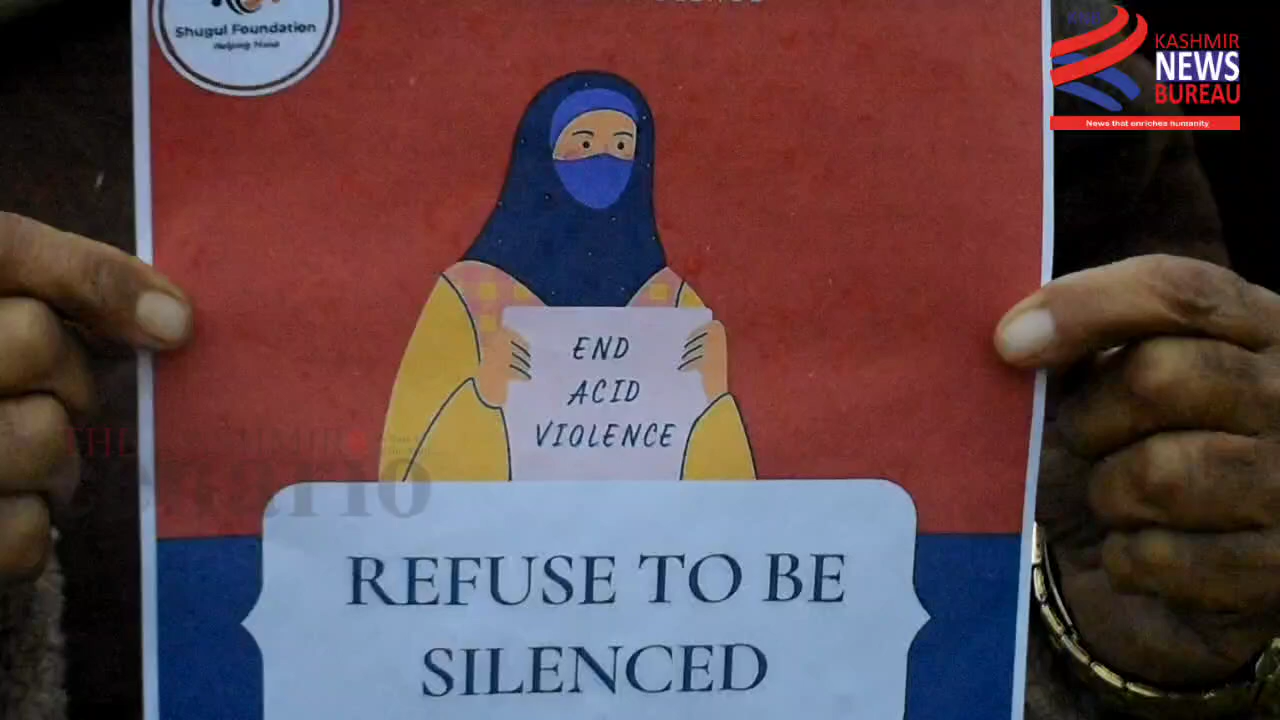 Shugul Foundation
Helping Hand
KASHMIR
NEWS
BUREAU
News that enriches humanity
END
ACID
VIOLENCE
REFUSE TO BE
SILENCED